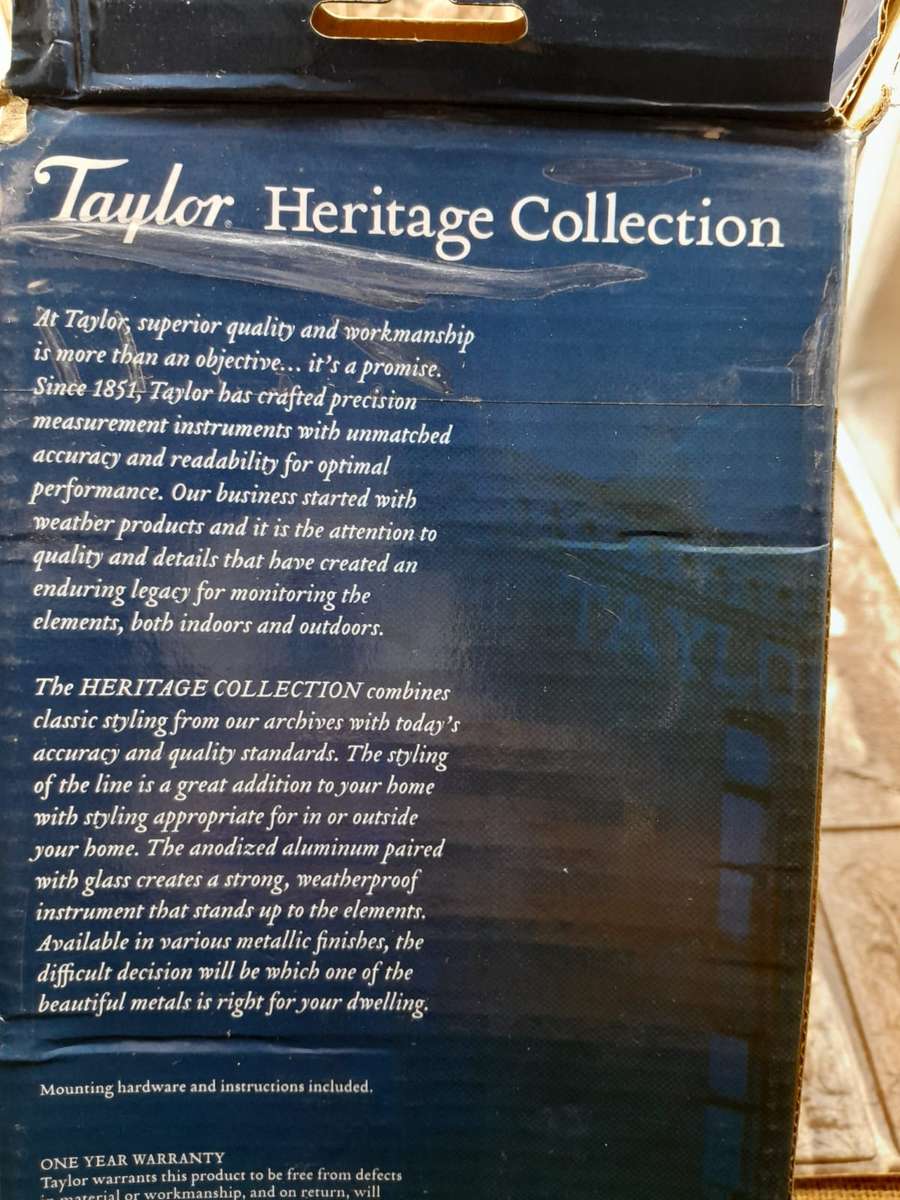 Taylor® Heritage Collection
At Taylor, superior quality and workmanship
is more than an objective... it's a promise.
Since 1851, Taylor has crafted precision
measurement instruments with unmatched
accuracy and readability for optimal
performance. Our business started with
weather products and it is the attention to
quality and details that have created an
enduring legacy for monitoring the
elements, both indoors and outdoors.
The HERITAGE COLLECTION combines
classic styling from our archives with today's
accuracy and quality standards. The styling
of the line is a great addition to your home
with styling appropriate for in or outside
your home. The anodized aluminum paired
with glass creates a strong, weatherproof
instrument that stands up to the elements.
Available in various metallic finishes, the
difficult decision will be which one of the
beautiful metals is right for your dwelling.
Mounting hardware and instructions included.
ONE YEAR WARRANTY
Taylor warrants this product to be free from defects
in material or workmanship, and on return, will